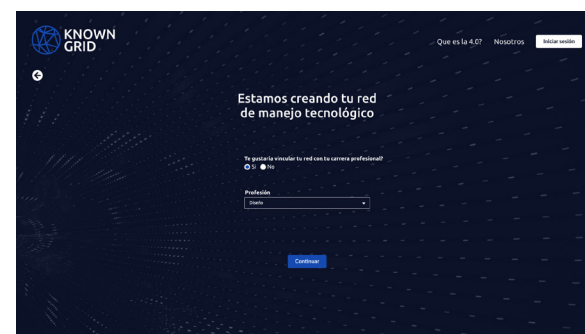 KNOWN
GRID
Que es la 4.0?
Nosotros
Iniciar sesión
Estamos creando tu red
de manejo tecnológico
Te gustaría vincular tu red con tu carrera profesional?
Si
No
Profesión
Diseño
Continuar